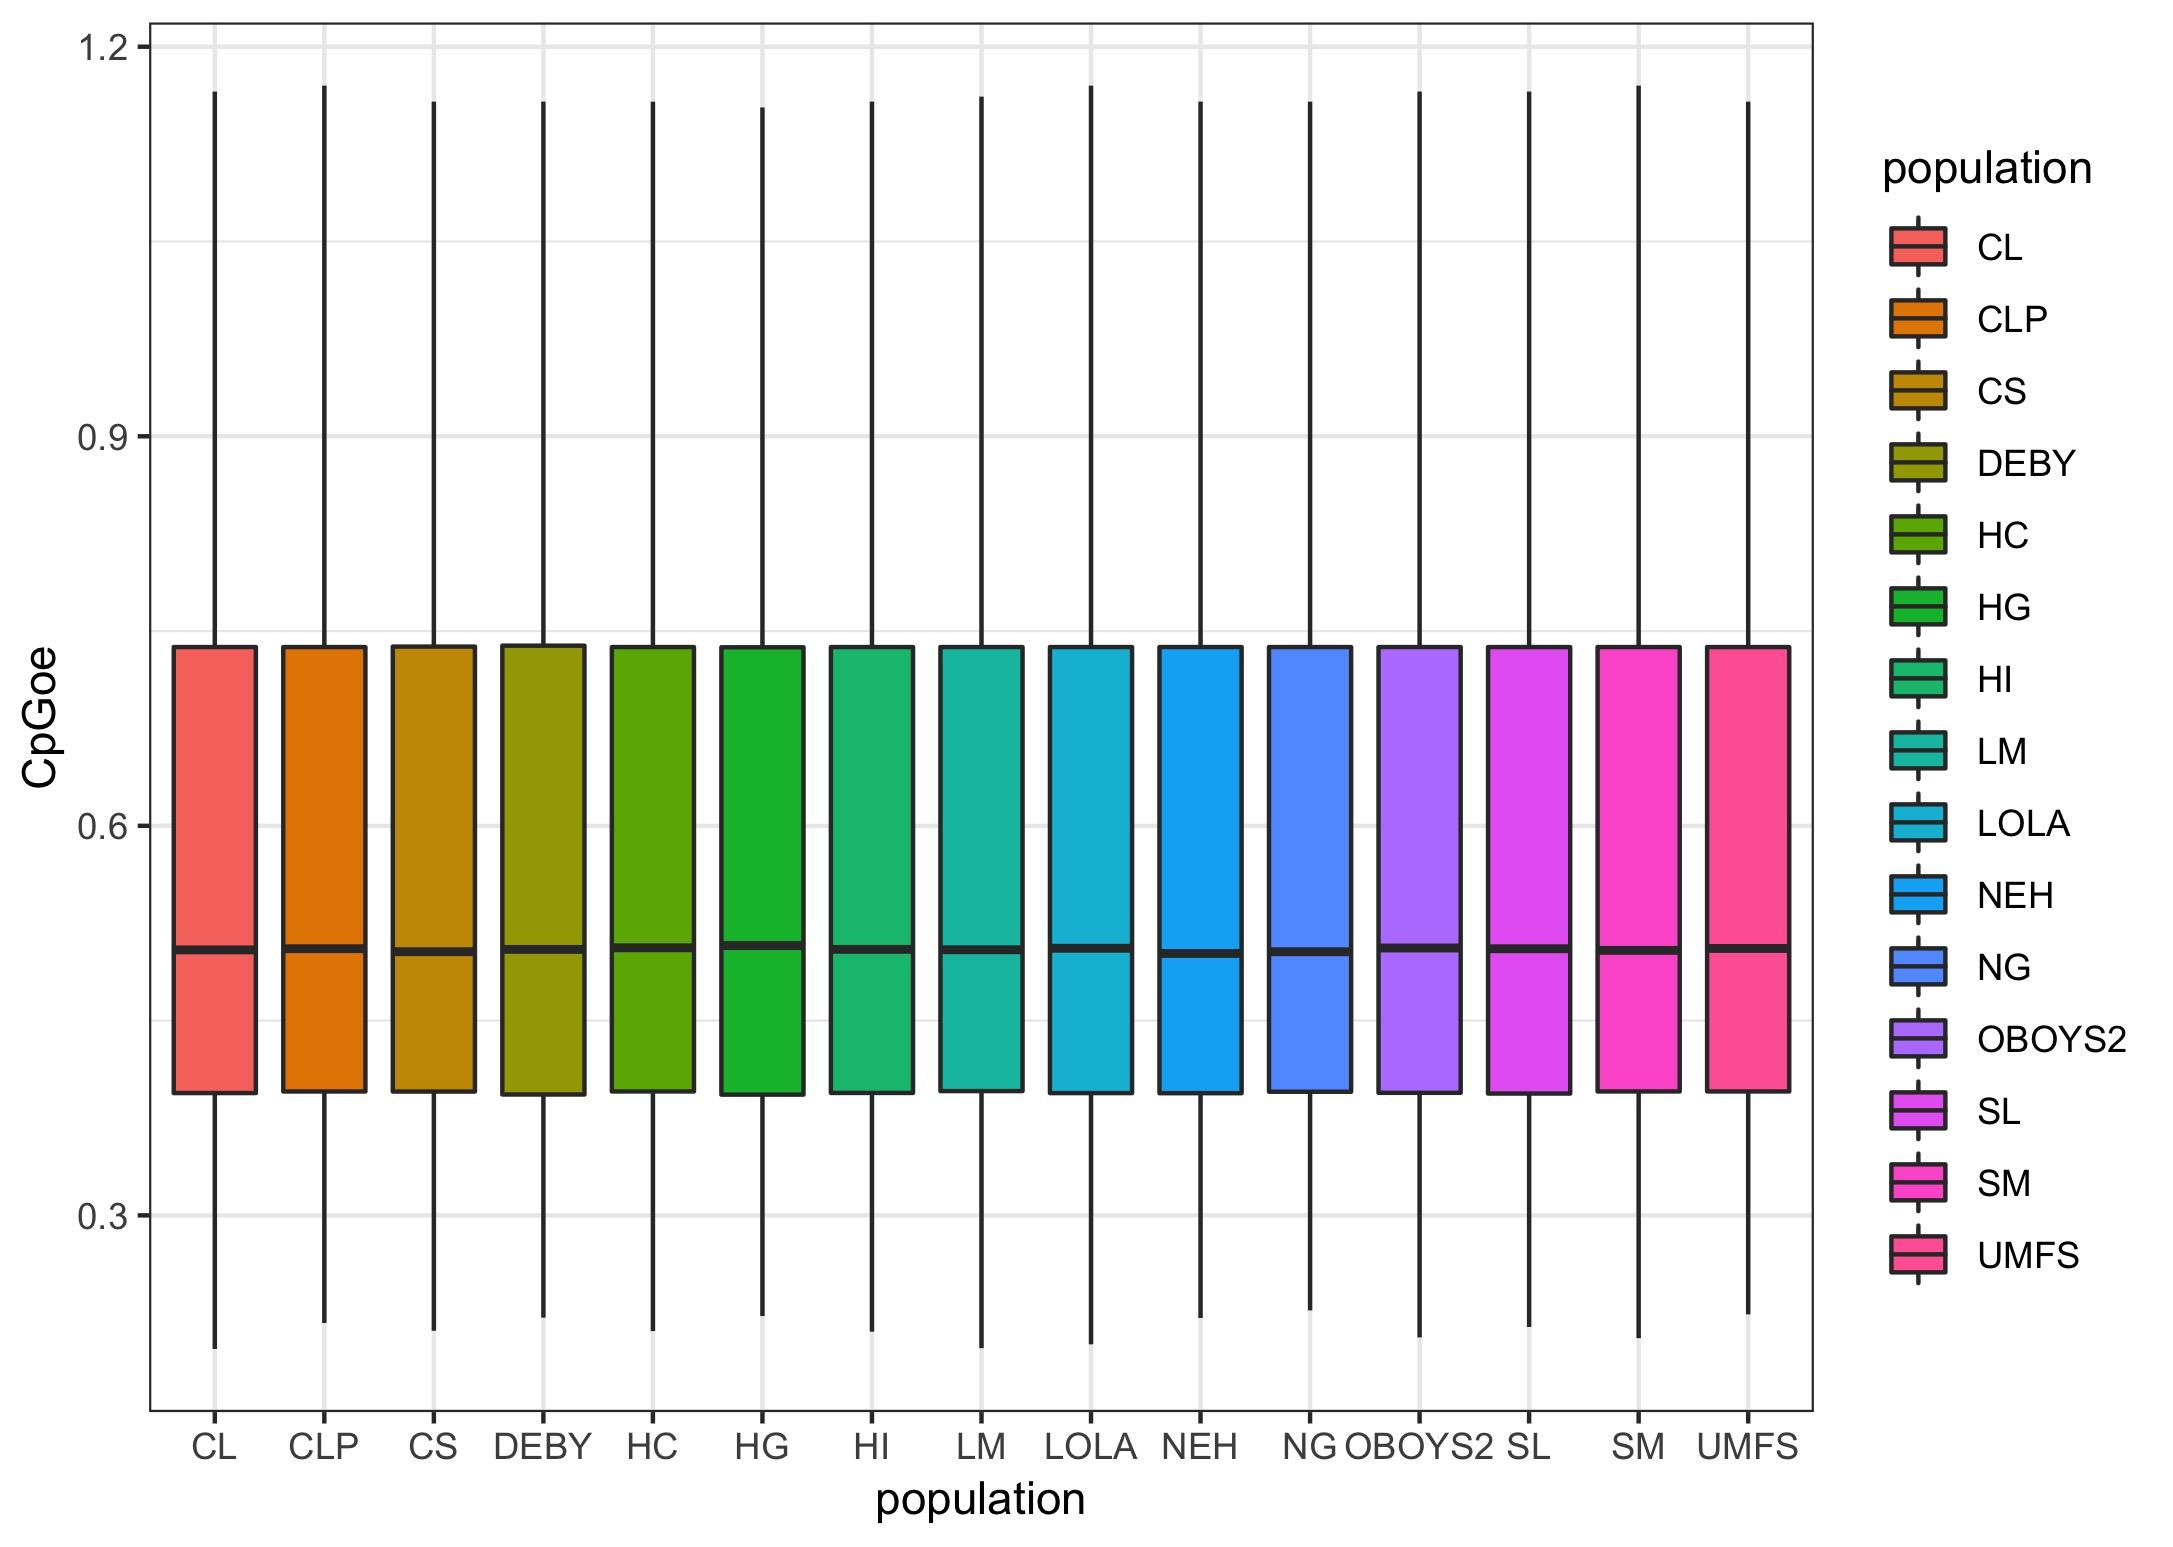 1.2
0.9
0.6
0.3
CpGoe
CL CLP CS DEBY HC HG HI LM LOLA NEH NG OBOYS2 SL SM UMFS
population
population
CL
CLP
CS
DEBY
HC
HG
HI
LM
LOLA
NEH
NG
OBOYS2
SL
SM
UMFS